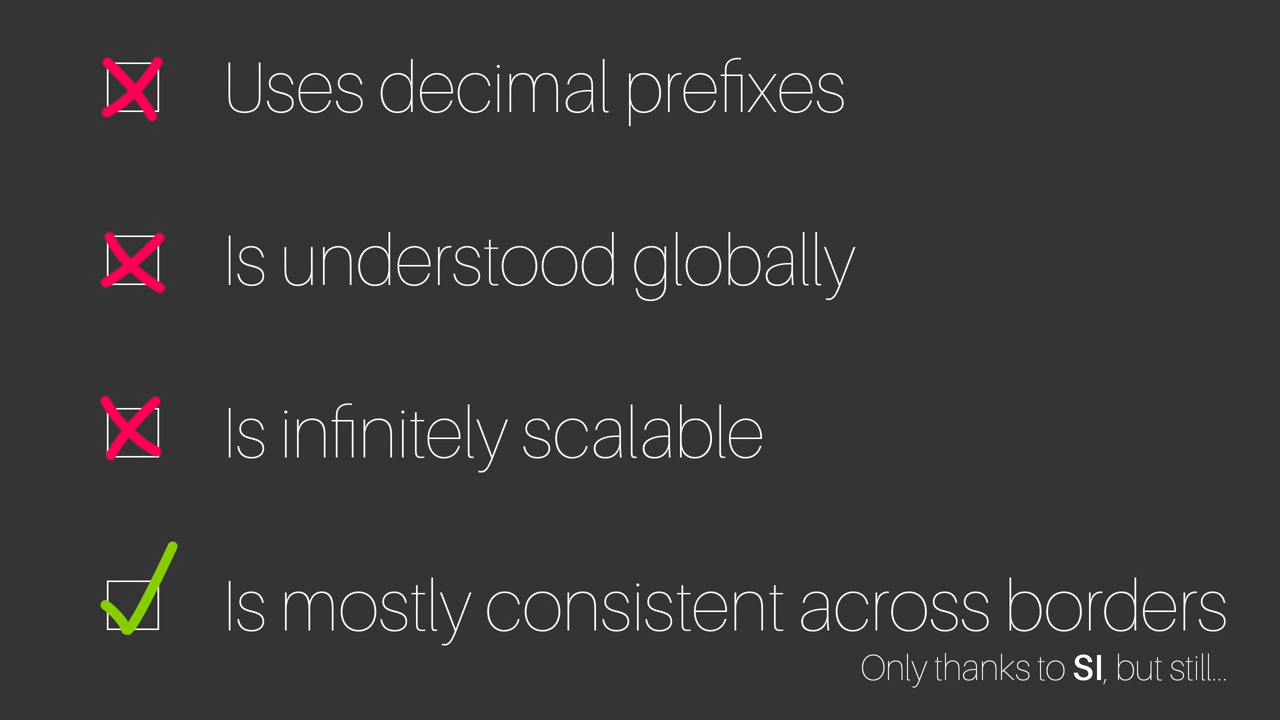 Uses decimal prefixes
Is understood globally
Is infinitely scalable
Is mostly consistent across borders
Only thanks to SI, but still...